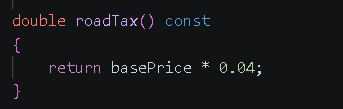 double roadTax() const
{
    return basePrice * 0.04;
}